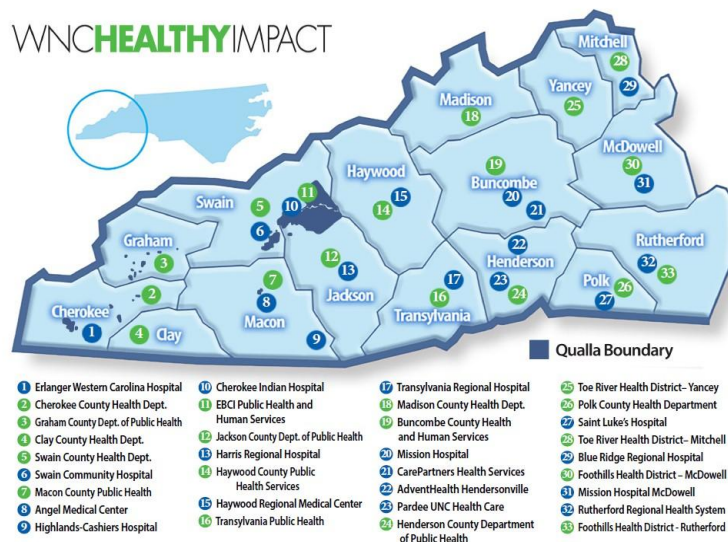 WNCHEALTHYIMPACT
Mitchell
28
29
Yancey
25
Madison
18
McDowell
30
31
Haywood
15
14
19
Buncombe
20
21
Swain
5
10
11
6
Graham
3
12
13
Jackson
22
Henderson
23
24
Rutherford
32
33
Polk
26
27
17
16
Transylvania
7
8
Macon
9
2
Cherokee
1
4
Clay
Qualla Boundary
1 Erlanger Western Carolina Hospital
2 Cherokee County Health Dept.
3 Graham County Dept. of Public Health
4 Clay County Health Dept.
5 Swain County Health Dept.
6 Swain Community Hospital
7 Macon County Public Health
8 Angel Medical Center
9 Highlands-Cashiers Hospital
10 Cherokee Indian Hospital
11 EBCI Public Health and
Human Services
12 Jackson County Dept. of Public Health
13 Harris Regional Hospital
14 Haywood County Public
Health Services
15 Haywood Regional Medical Center
16 Transylvania Public Health
17 Transylvania Regional Hospital
18 Madison County Health Dept.
19 Buncombe County Health
and Human Services
20 Mission Hospital
21 CarePartners Health Services
22 AdventHealth Hendersonville
23 Pardee UNC Health Care
24 Henderson County Department
of Public Health
25 Toe River Health District– Yancey
26 Polk County Health Department
27 Saint Luke's Hospital
28 Toe River Health District– Mitchell
29 Blue Ridge Regional Hospital
30 Foothills Health District – McDowell
31 Mission Hospital McDowell
32 Rutherford Regional Health System
33 Foothills Health District - Rutherford